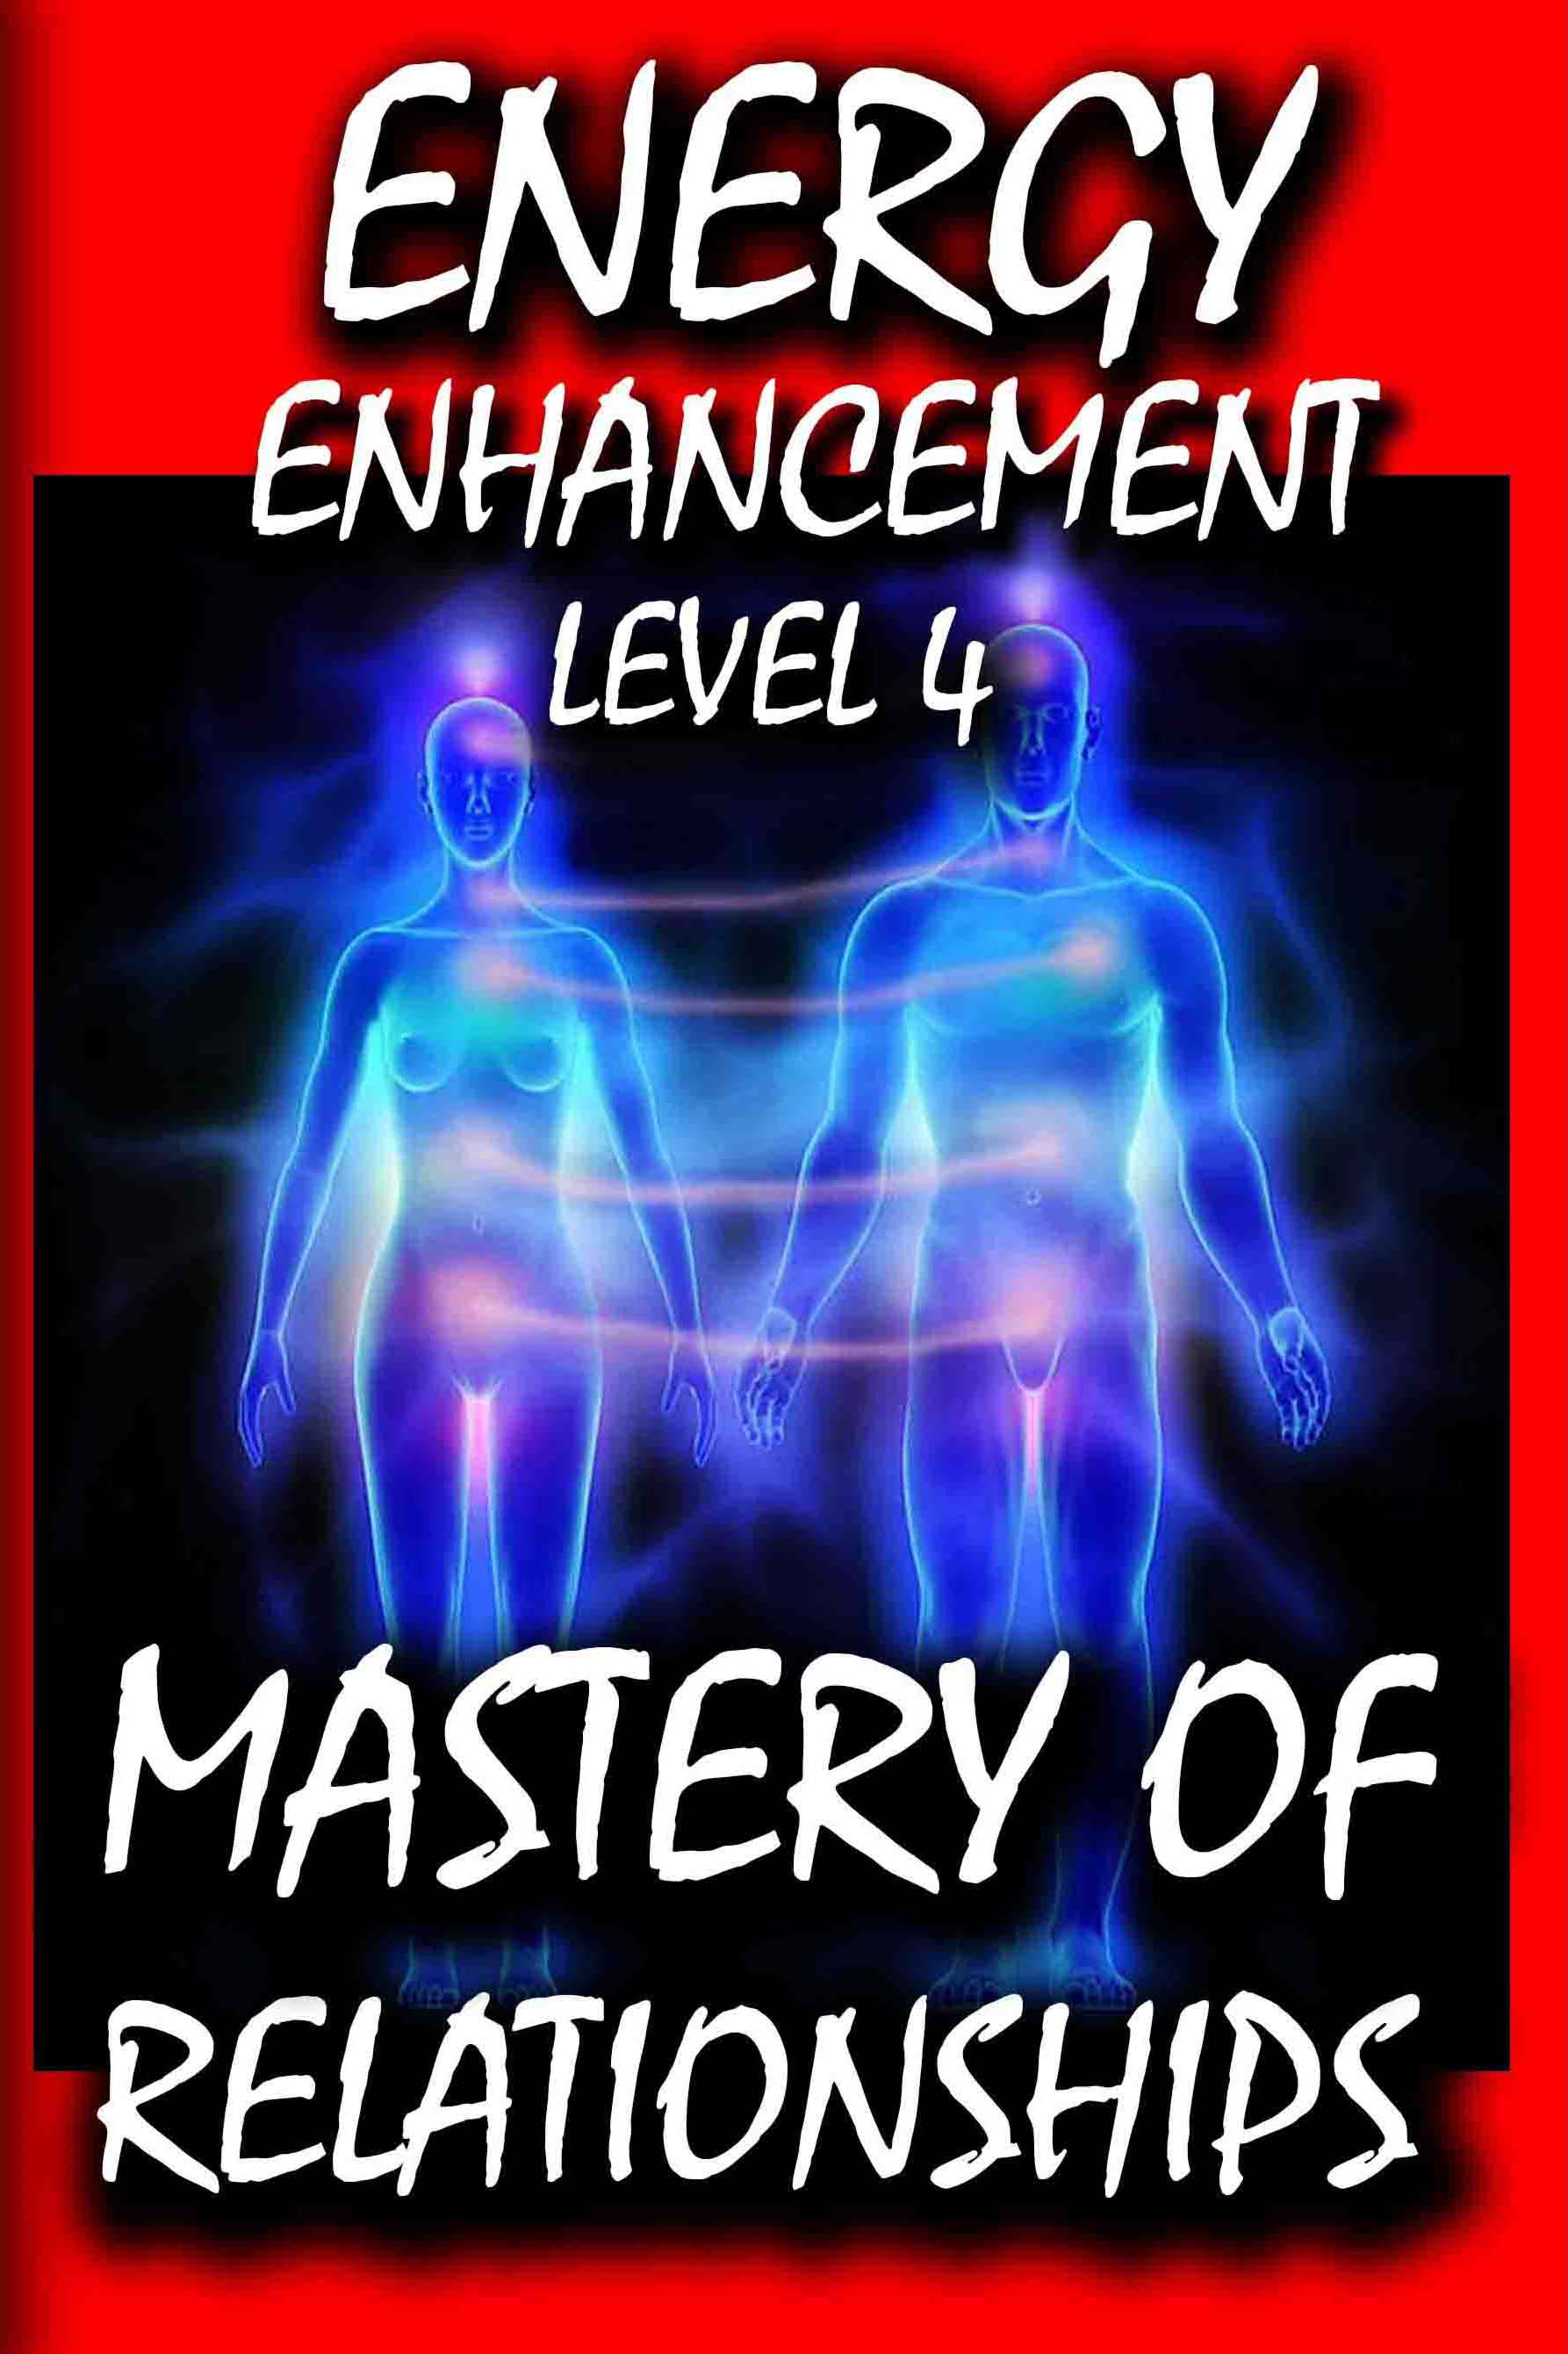 ENERGY
ENHANCEMENT
LEVEL 4
MASTERY OF
RELATIONSHIPS